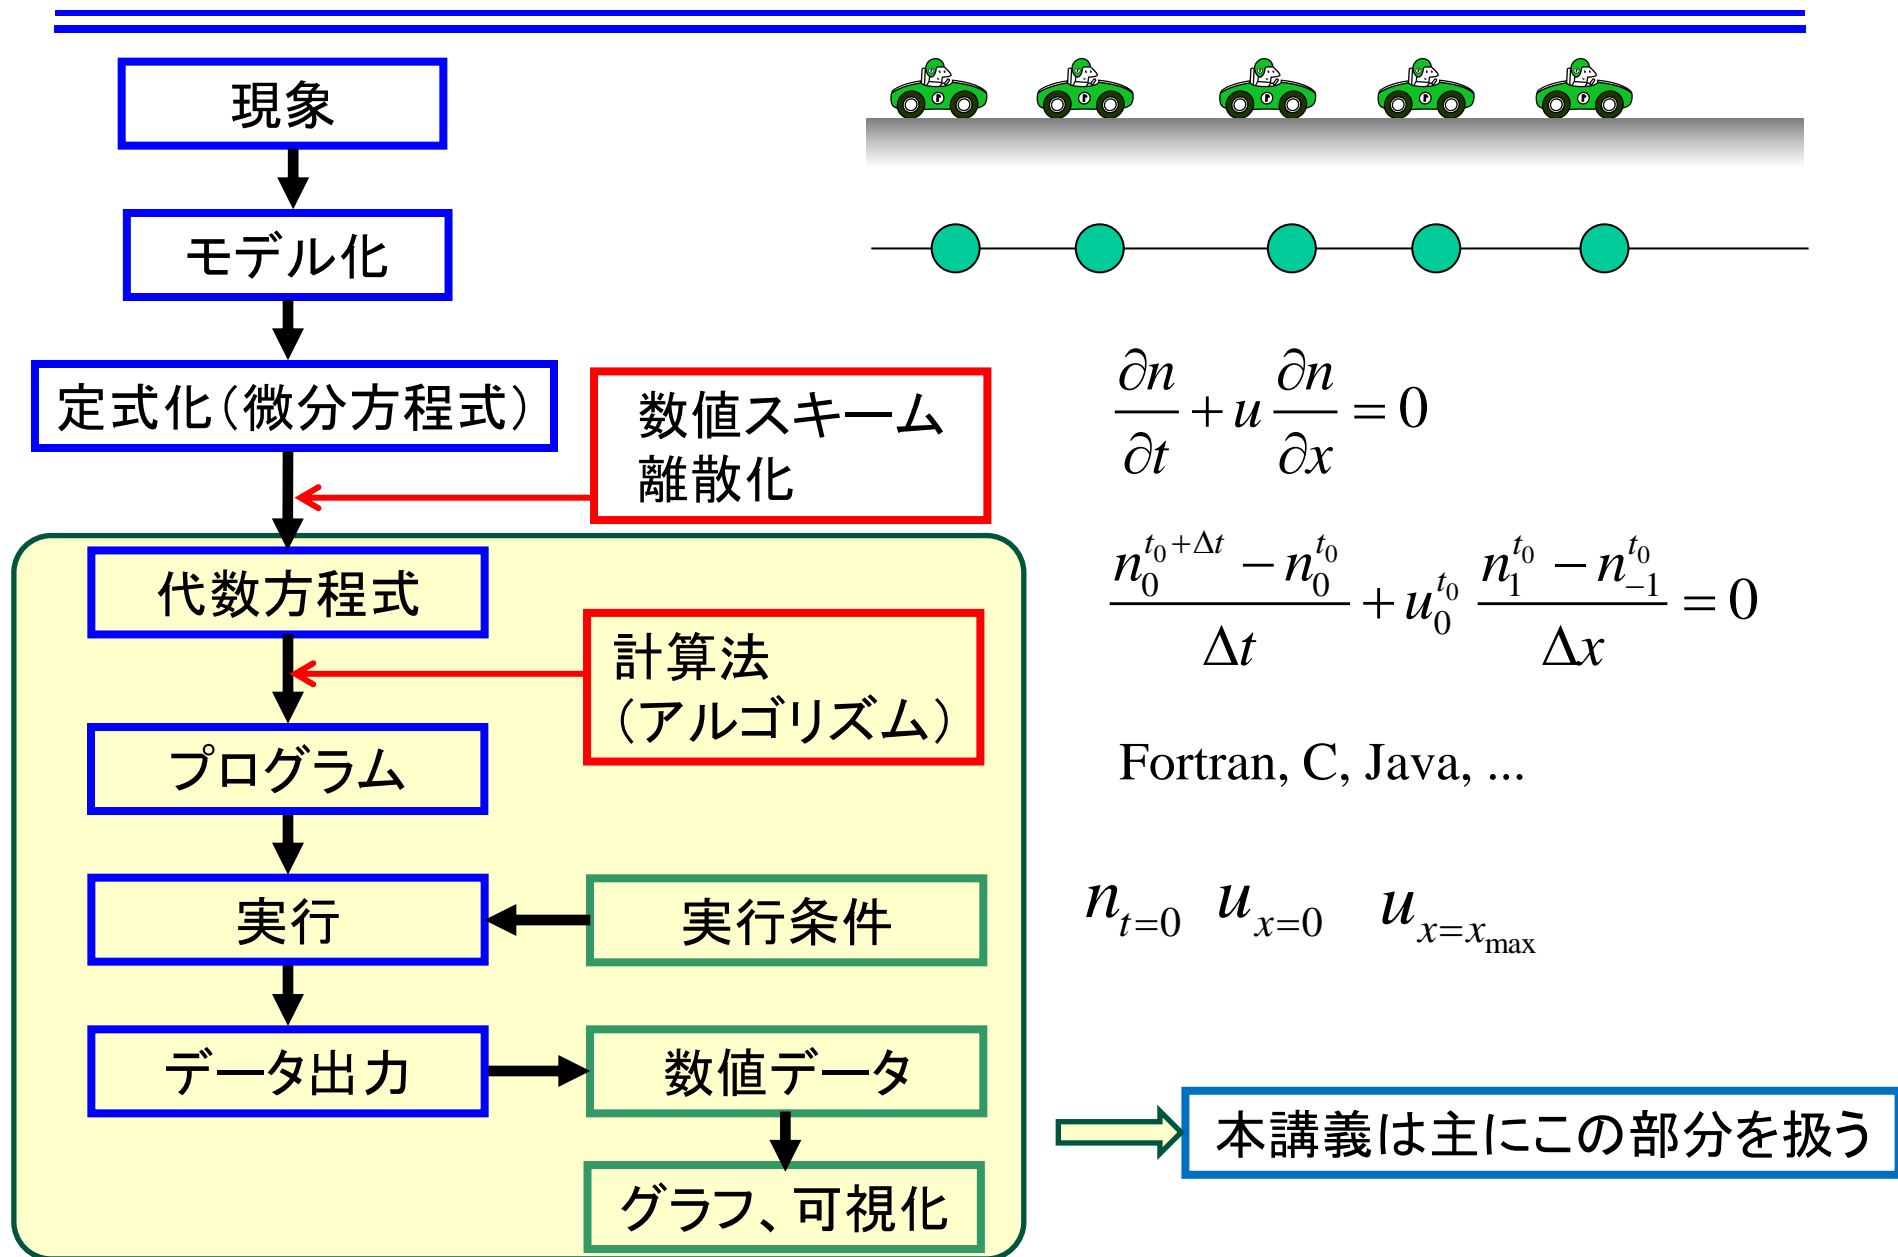 現象
モデル化
定式化(微分方程式)
数値スキーム
離散化
代数方程式
計算法
(アルゴリズム)
プログラム
実行
実行条件
データ出力
数値データ
グラフ、可視化
∂n/∂t + u ∂n/∂x = 0
(n_0^{t_0+Δt} − n_0^{t_0})/Δt + u_0^{t_0} (n_1^{t_0} − n_{−1}^{t_0})/Δx = 0
Fortran, C, Java, ...
n_{t=0} u_{x=0} u_{x=x_max}
本講義は主にこの部分を扱う